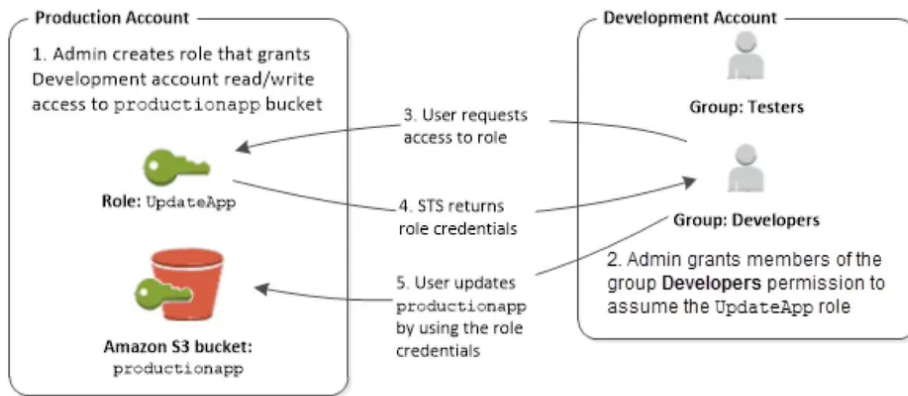 Production Account
1. Admin creates role that grants
Development account read/write
access to productionapp bucket
Role: UpdateApp
Amazon S3 bucket:
productionapp
3. User requests
access to role
4. STS returns
role credentials
5. User updates
productionapp
by using the role
credentials
Development Account
Group: Testers
Group: Developers
2. Admin grants members of the
group Developers permission to
assume the UpdateApp role